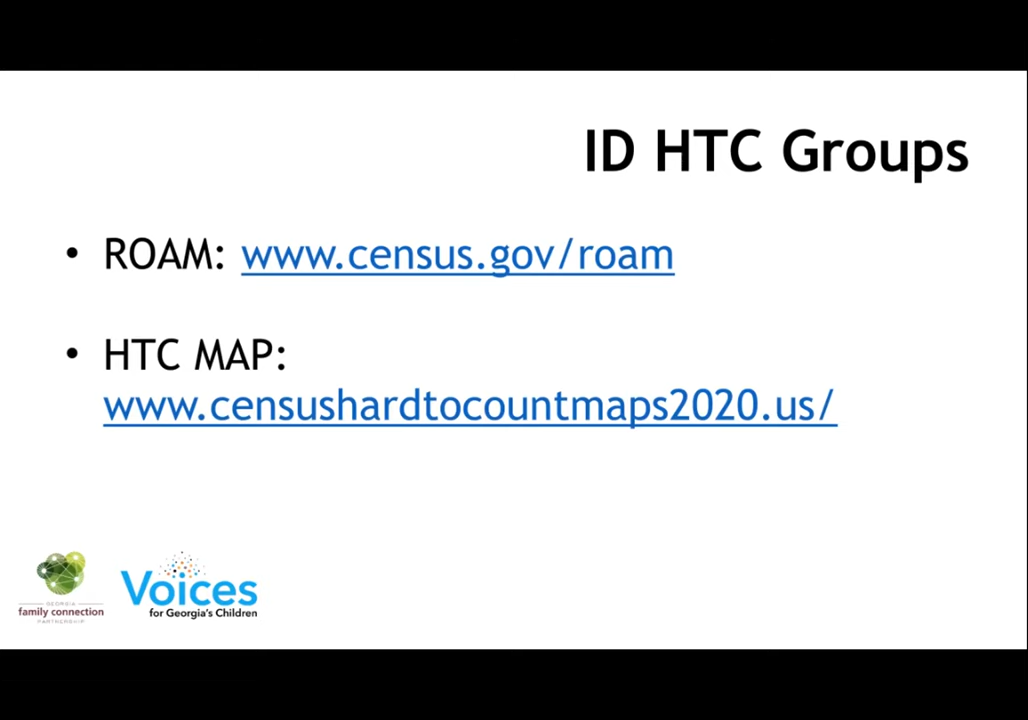 ID HTC Groups
• ROAM: www.census.gov/roam
• HTC MAP:
www.censushardtocountmaps2020.us/
GEORGIA
family connection
PARTNERSHIP
Voices
for Georgia's Children